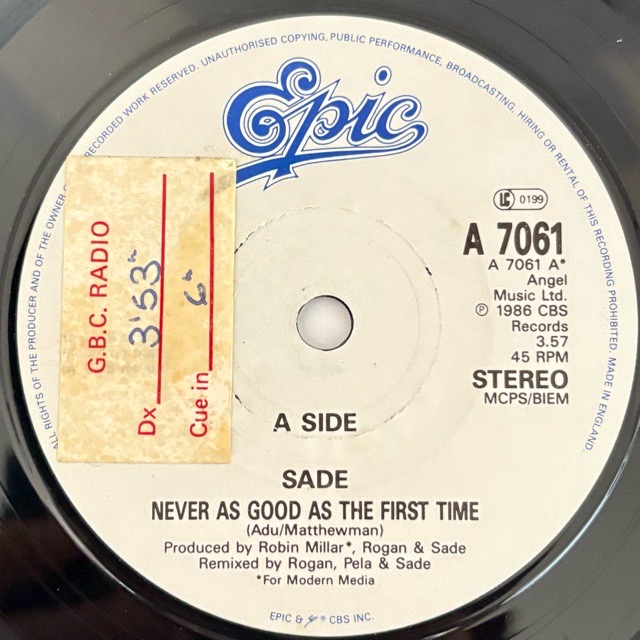 ALL RIGHTS OF THE PRODUCER AND OF THE OWNER RECORDED WORK RESERVED. UNAUTHORISED COPYING, PUBLIC PERFORMANCE, BROADCASTING, HIRING OR RENTAL OF THIS RECORDING PROHIBITED. MADE IN ENGLAND.
Epic
LC 0199
A 7061
A 7061 A*
Angel
Music Ltd.
℗ 1986 CBS
Records
3.57
45 RPM
STEREO
MCPS/BIEM
G.B.C. RADIO
Dx 3'53"
Cue in 6"
A SIDE
SADE
NEVER AS GOOD AS THE FIRST TIME
(Adu/Matthewman)
Produced by Robin Millar*, Rogan & Sade
Remixed by Rogan, Pela & Sade
*For Modern Media
EPIC & ® CBS INC.